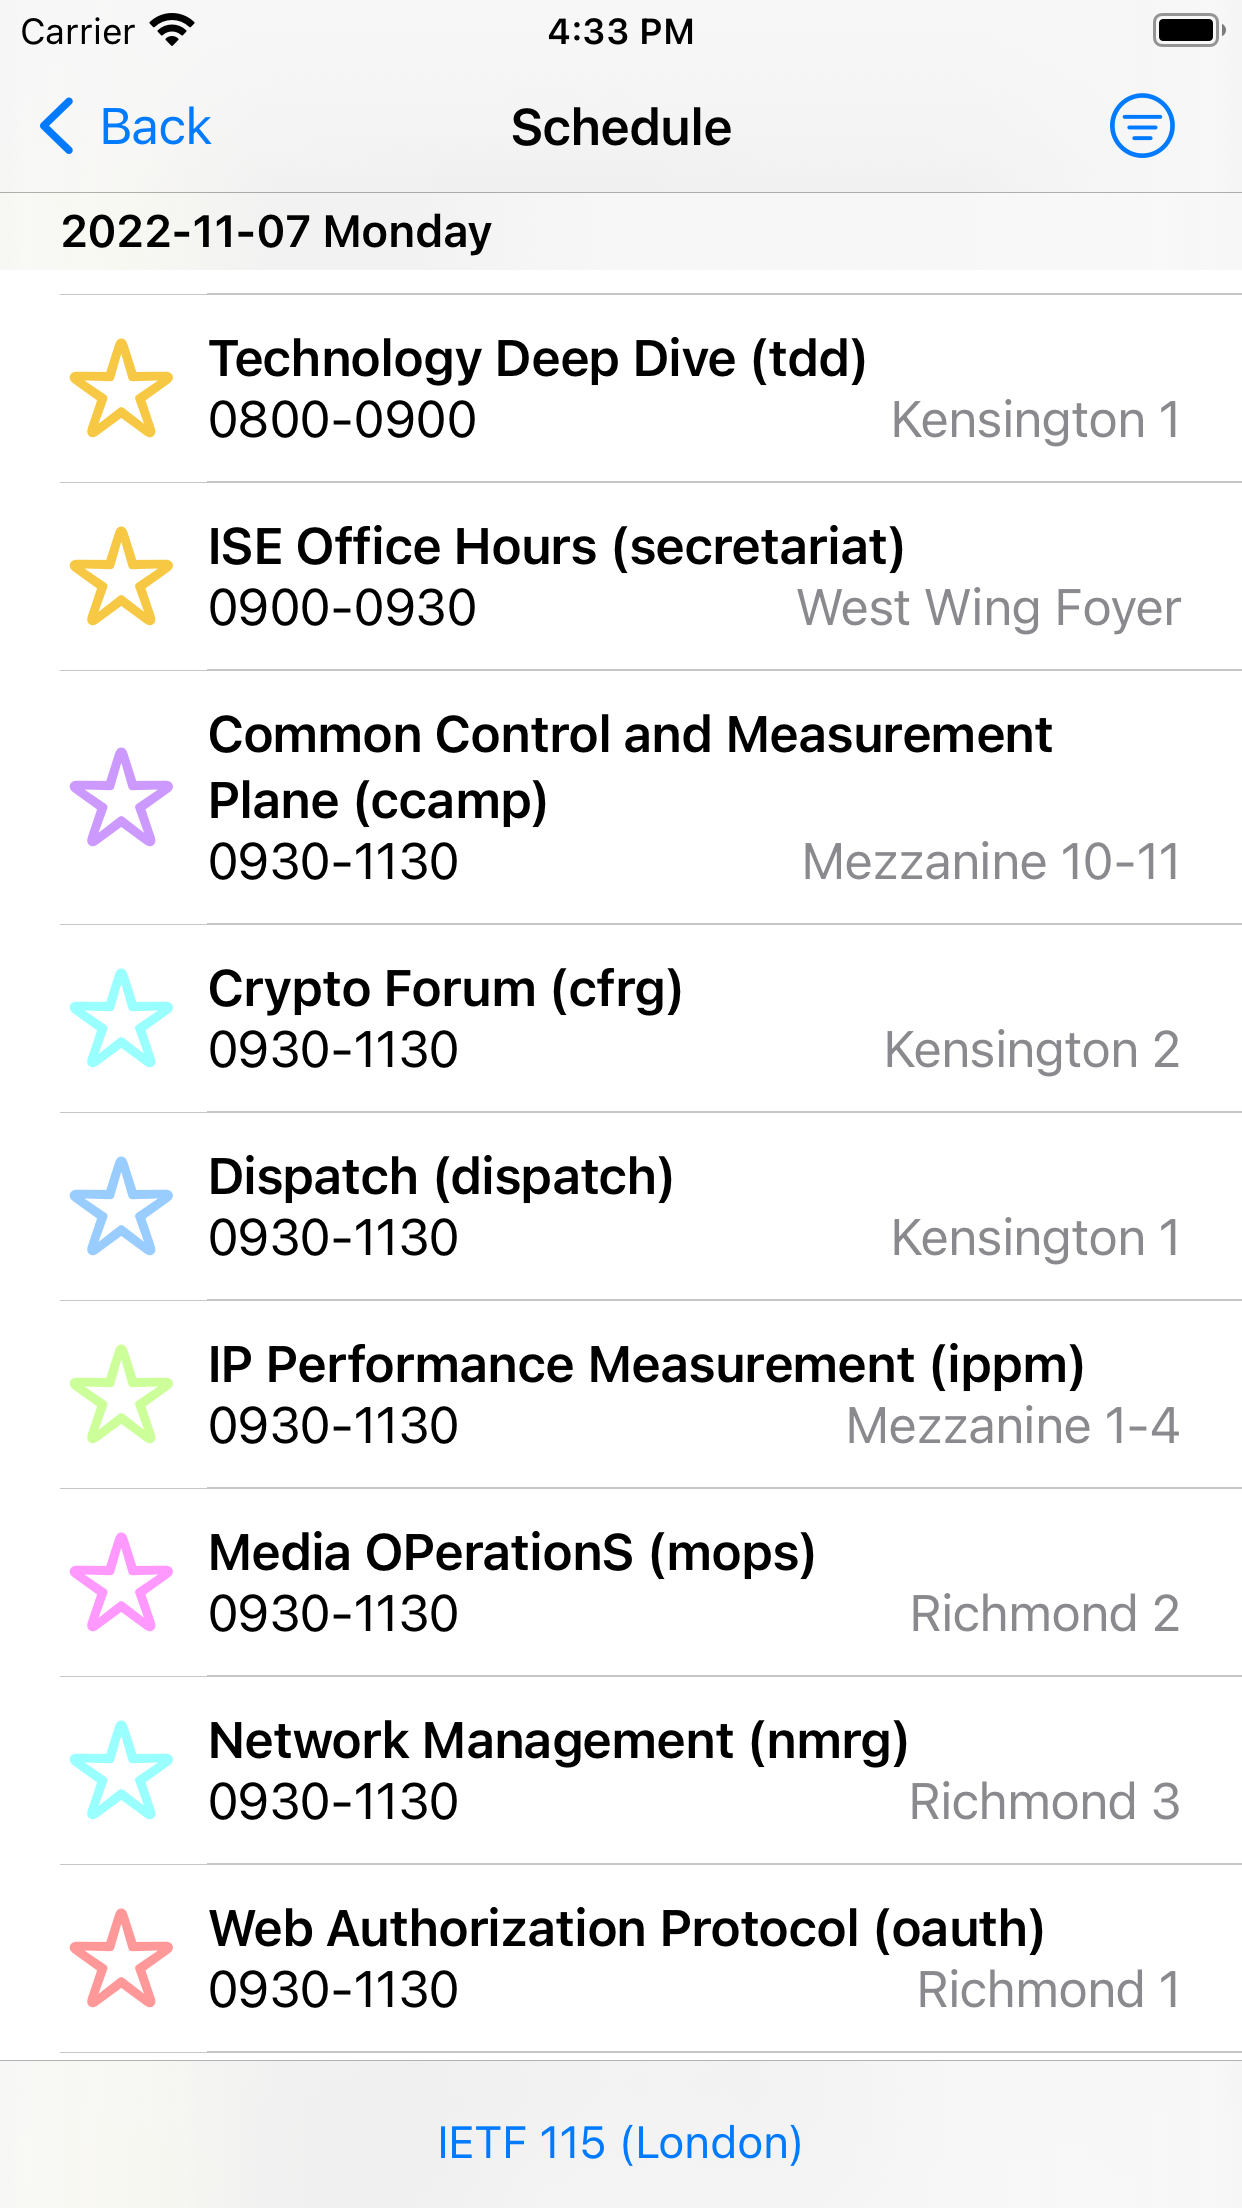 Carrier 4:33 PM
Back Schedule
2022-11-07 Monday
Technology Deep Dive (tdd)
0800-0900 Kensington 1
ISE Office Hours (secretariat)
0900-0930 West Wing Foyer
Common Control and Measurement
Plane (ccamp)
0930-1130 Mezzanine 10-11
Crypto Forum (cfrg)
0930-1130 Kensington 2
Dispatch (dispatch)
0930-1130 Kensington 1
IP Performance Measurement (ippm)
0930-1130 Mezzanine 1-4
Media OPerationS (mops)
0930-1130 Richmond 2
Network Management (nmrg)
0930-1130 Richmond 3
Web Authorization Protocol (oauth)
0930-1130 Richmond 1
IETF 115 (London)